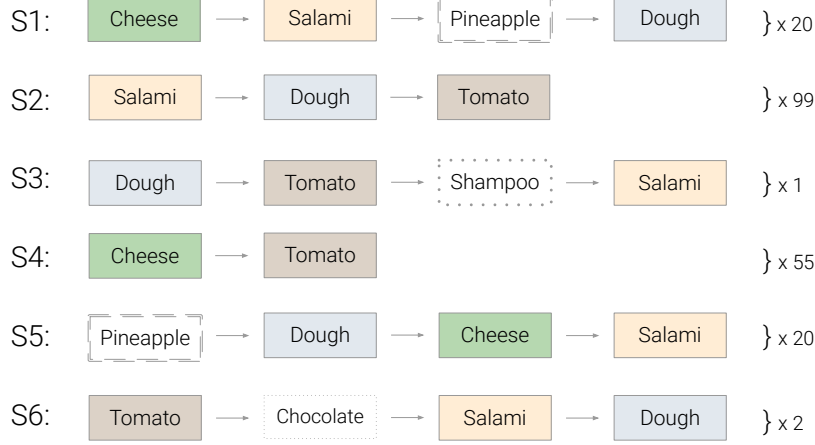 S1: Cheese Salami Pineapple Dough } x 20
S2: Salami Dough Tomato } x 99
S3: Dough Tomato Shampoo Salami } x 1
S4: Cheese Tomato } x 55
S5: Pineapple Dough Cheese Salami } x 20
S6: Tomato Chocolate Salami Dough } x 2